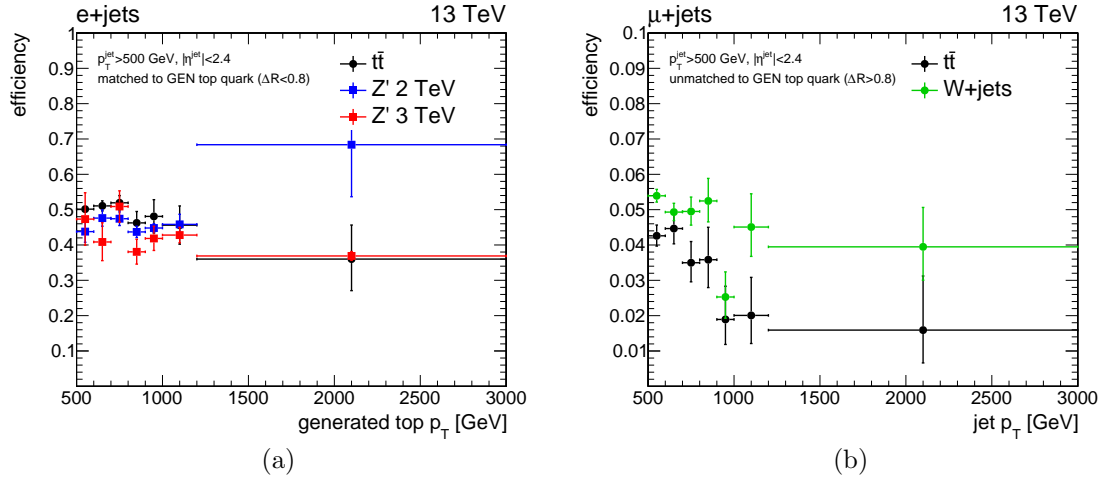 e+jets 13 TeV
efficiency
p_T^jet>500 GeV, |η^jet|<2.4
matched to GEN top quark (ΔR<0.8)
tt̄
Z' 2 TeV
Z' 3 TeV
1
0.9
0.8
0.7
0.6
0.5
0.4
0.3
0.2
0.1
500 1000 1500 2000 2500 3000
generated top p_T [GeV]
(a)
μ+jets 13 TeV
efficiency
p_T^jet>500 GeV, |η^jet|<2.4
unmatched to GEN top quark (ΔR>0.8)
tt̄
W+jets
0.1
0.09
0.08
0.07
0.06
0.05
0.04
0.03
0.02
0.01
500 1000 1500 2000 2500 3000
jet p_T [GeV]
(b)